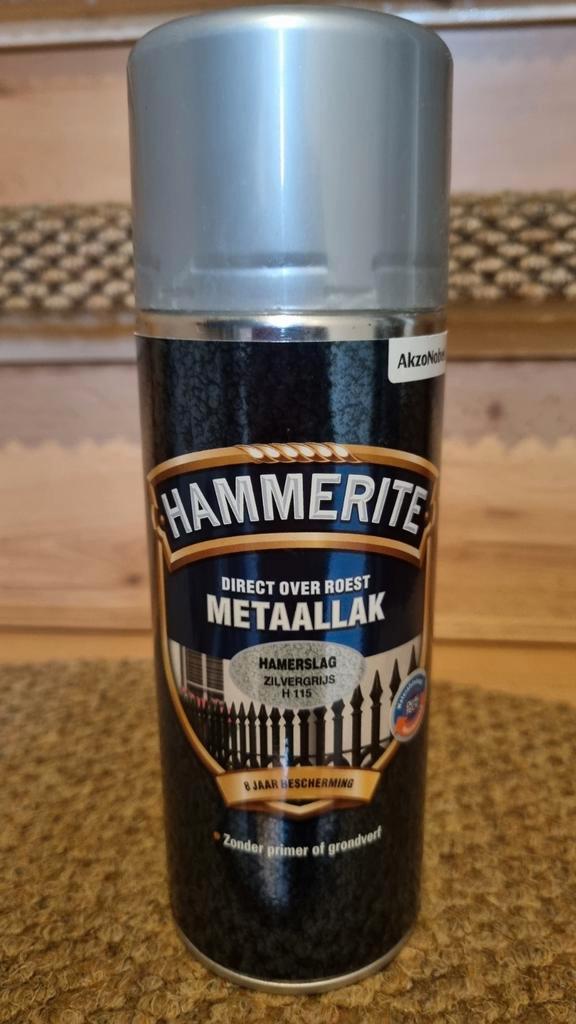 AkzoNobel
HAMMERITE
DIRECT OVER ROEST
METAALLAK
HAMERSLAG
ZILVERGRIJS
H 115
8 JAAR BESCHERMING
Zonder primer of grondverf